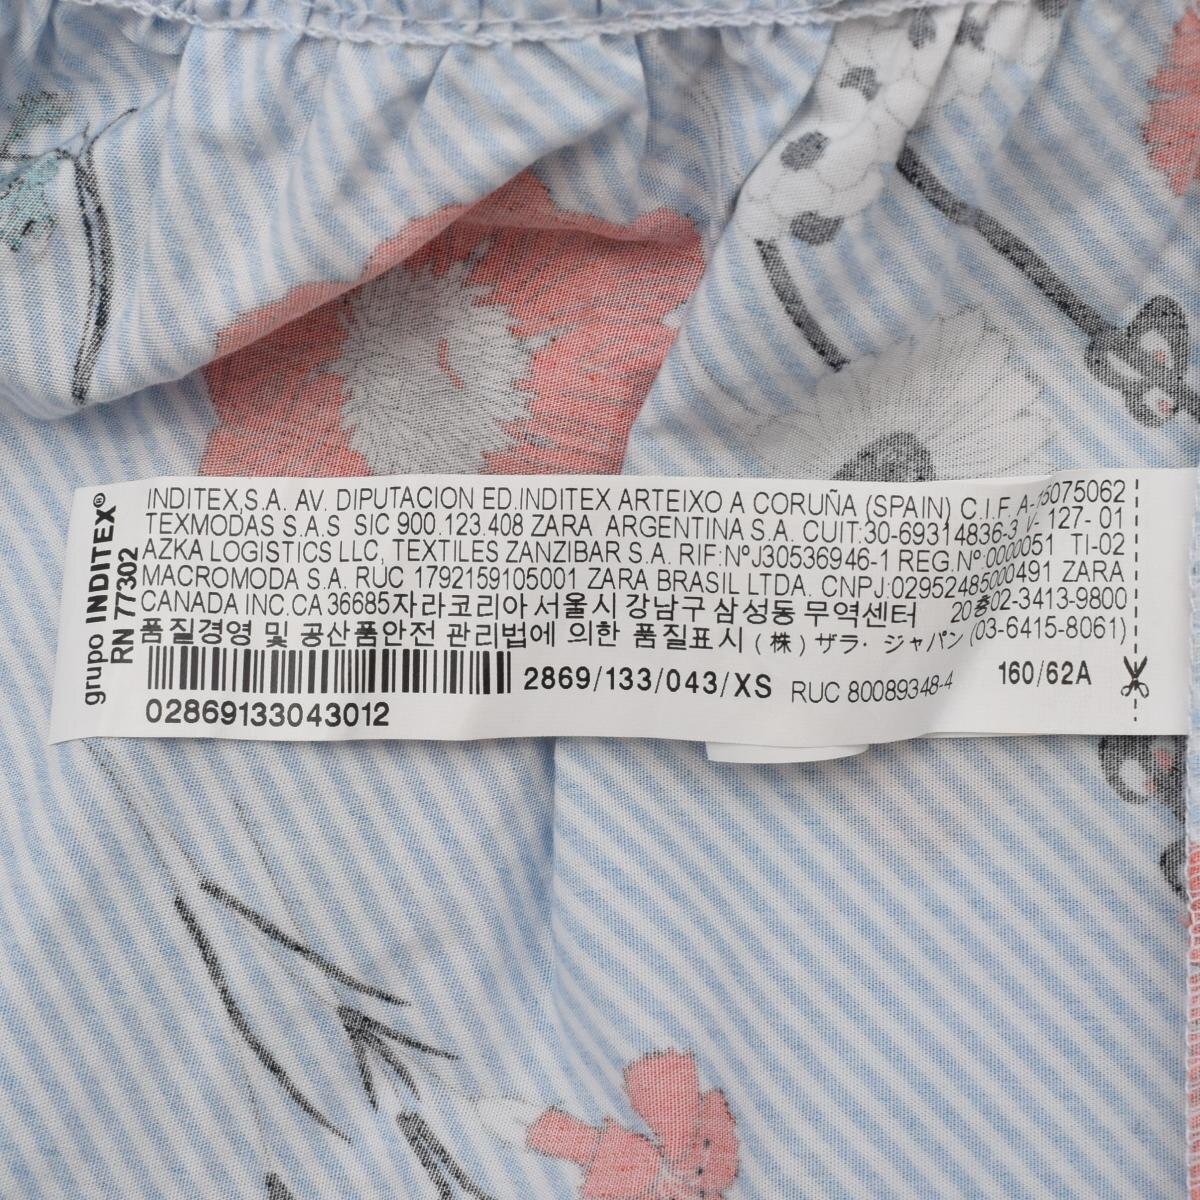 grupo INDITEX®
RN 77302
INDITEX,S.A. AV. DIPUTACION ED.INDITEX ARTEIXO A CORUÑA (SPAIN) C.I.F. A-15075062
TEXMODAS S.A.S SIC 900.123.408 ZARA ARGENTINA S.A. CUIT:30-69314836-3 V- 127- 01
AZKA LOGISTICS LLC, TEXTILES ZANZIBAR S.A. RIF:Nº J30536946-1 REG.Nº:0000051 TI-02
MACROMODA S.A. RUC 1792159105001 ZARA BRASIL LTDA. CNPJ:02952485000491 ZARA
CANADA INC.CA 36685자라코리아 서울시 강남구 삼성동 무역센터 20층02-3413-9800
품질경영 및 공산품안전 관리법에 의한 품질표시 (株) ザラ・ジャパン (03-6415-8061)
2869/133/043/XS RUC 80089348-4 160/62A
02869133043012